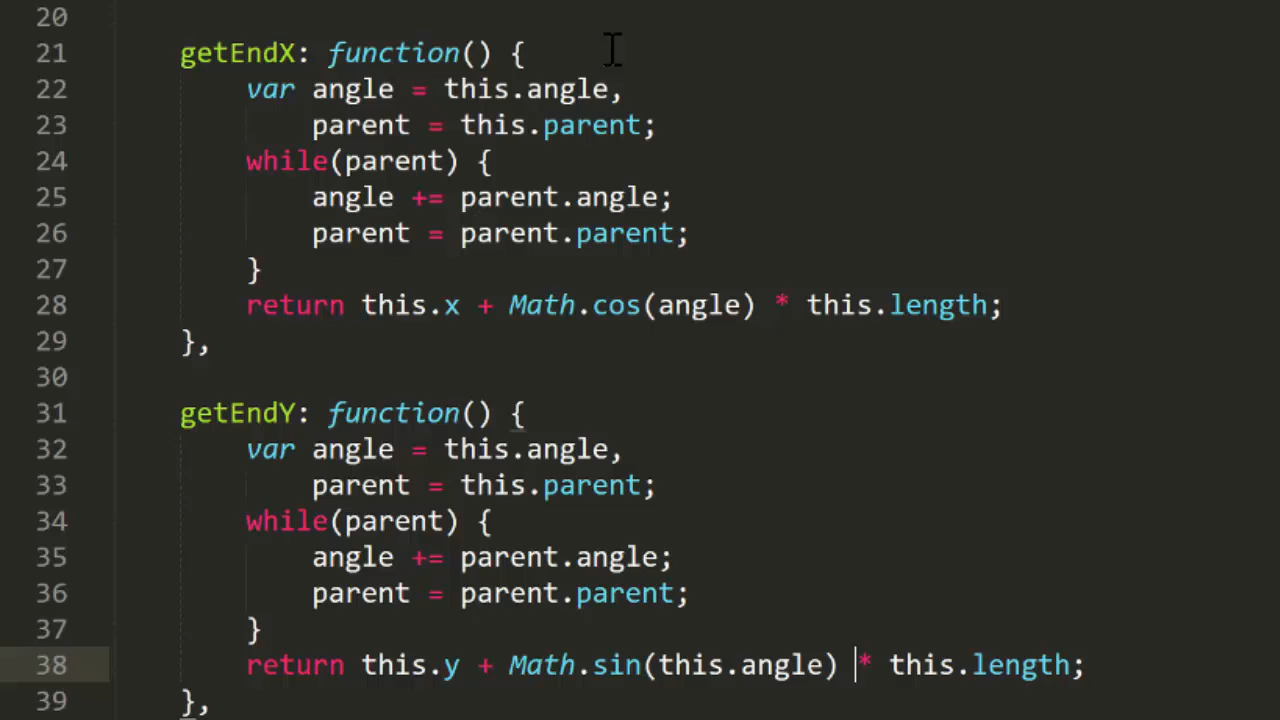 20
21 getEndX: function() {
22 var angle = this.angle,
23 parent = this.parent;
24 while(parent) {
25 angle += parent.angle;
26 parent = parent.parent;
27 }
28 return this.x + Math.cos(angle) * this.length;
29 },
30
31 getEndY: function() {
32 var angle = this.angle,
33 parent = this.parent;
34 while(parent) {
35 angle += parent.angle;
36 parent = parent.parent;
37 }
38 return this.y + Math.sin(this.angle) * this.length;
39 },